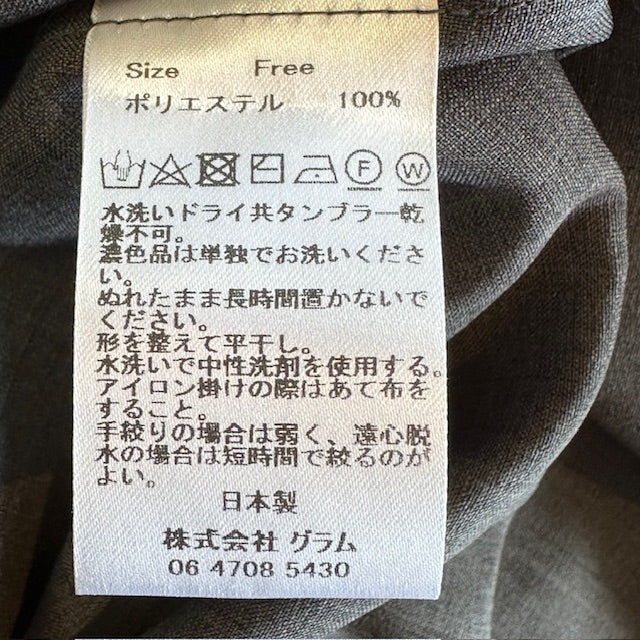 Size Free
ポリエステル 100%
F W
水洗いドライ共タンブラー乾
燥不可。
濃色品は単独でお洗いくださ
い。
ぬれたまま長時間置かないで
ください。
形を整えて平干し。
水洗いで中性洗剤を使用する。
アイロン掛けの際はあて布を
すること。
手絞りの場合は弱く、遠心脱
水の場合は短時間で絞るのが
よい。
日本製
株式会社 グラム
06 4708 5430